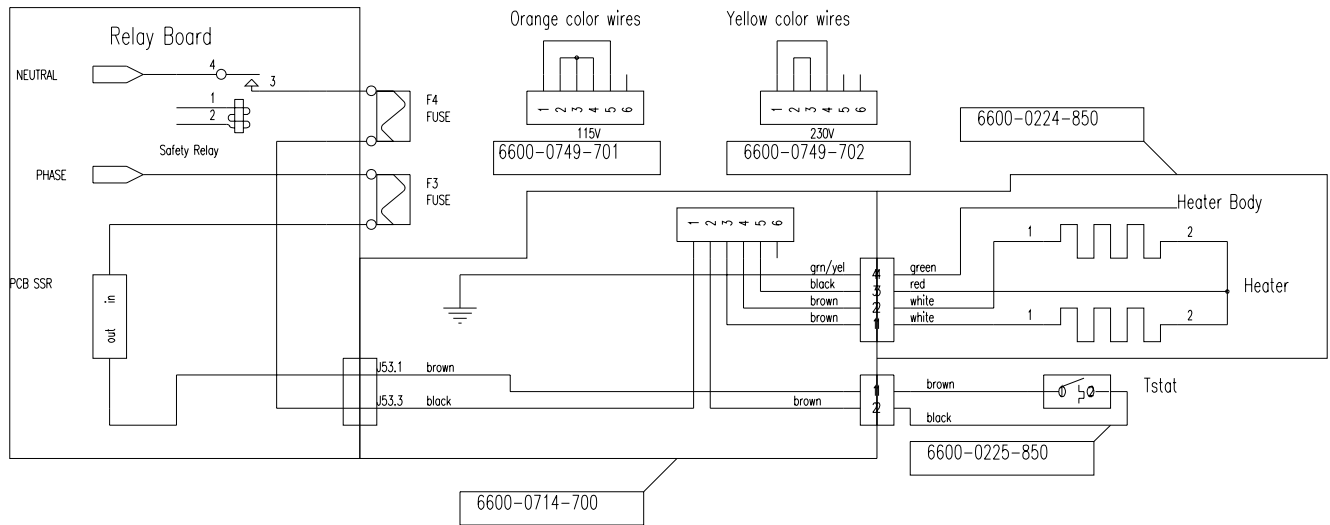 Orange color wires
Yellow color wires
Relay Board
NEUTRAL
4
3
1
2
Safety Relay
F4
FUSE
1 2 3 4 5 6
115V
6600-0749-701
1 2 3 4 5 6
230V
6600-0749-702
6600-0224-850
PHASE
F3
FUSE
1 2 3 4 5 6
Heater Body
1
2
grn/yel
4
green
black
3
red
Heater
brown
2
white
brown
1
white
1
2
PCB SSR
in
out
J53.1
brown
1
brown
1 2
Tstat
J53.3
black
brown
2
black
6600-0225-850
6600-0714-700